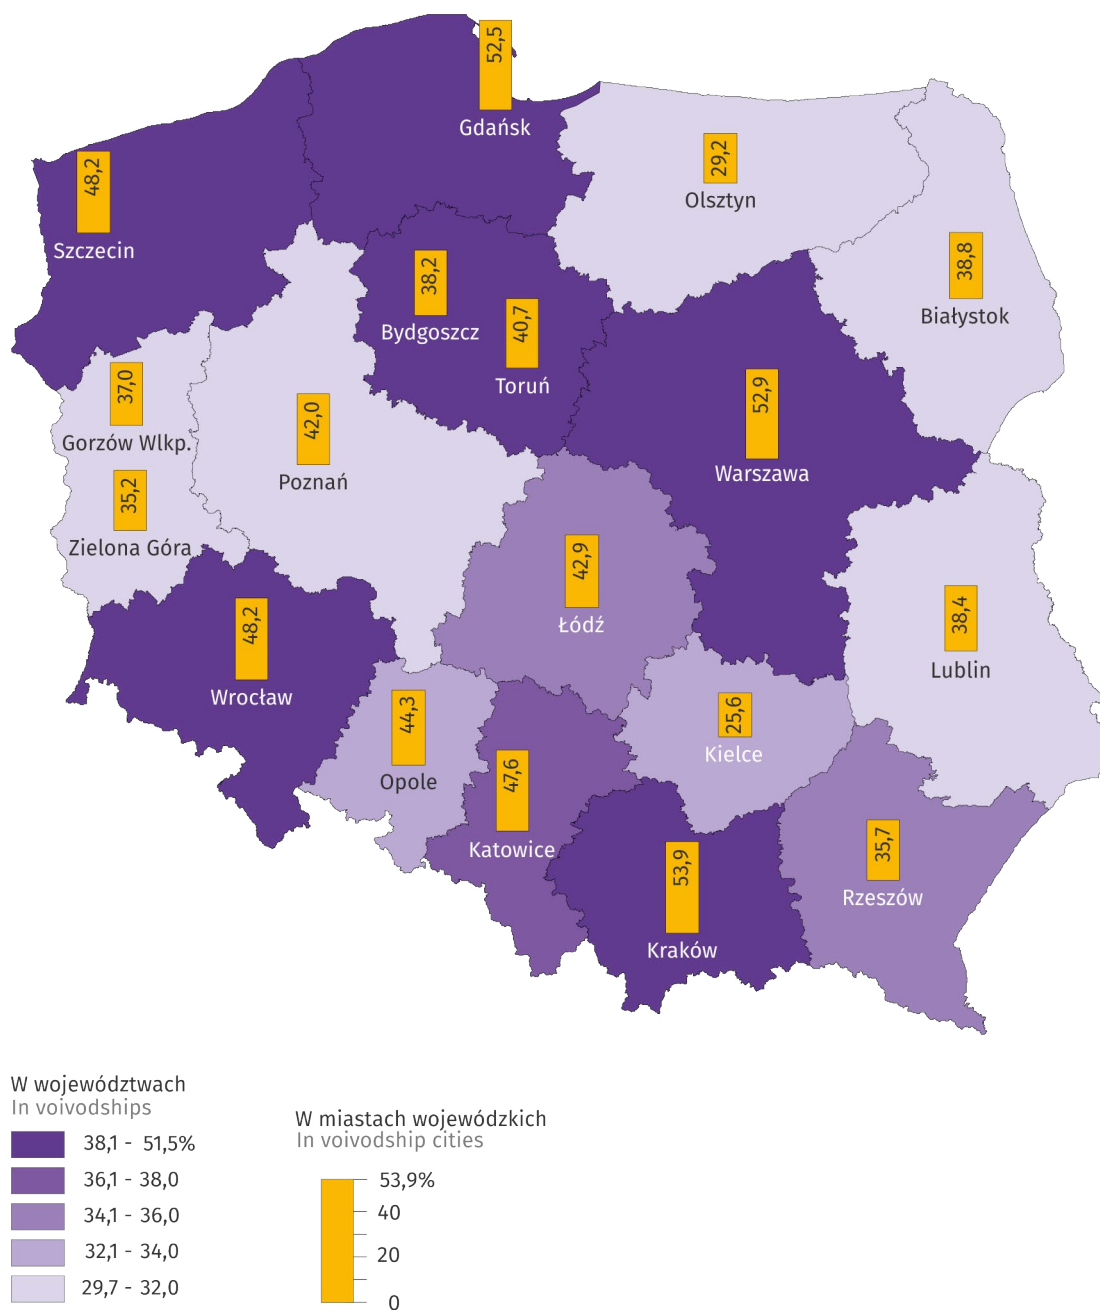 52,5
Gdańsk
29,2
Olsztyn
48,2
Szczecin
38,8
Białystok
38,2
Bydgoszcz
40,7
Toruń
37,0
Gorzów Wlkp.
42,0
Poznań
52,9
Warszawa
35,2
Zielona Góra
42,9
Łódź
48,2
Wrocław
38,4
Lublin
44,3
Opole
25,6
Kielce
47,6
Katowice
35,7
Rzeszów
53,9
Kraków
W województwach
In voivodships
38,1 - 51,5%
36,1 - 38,0
34,1 - 36,0
32,1 - 34,0
29,7 - 32,0
W miastach wojewódzkich
In voivodship cities
53,9%
40
20
0